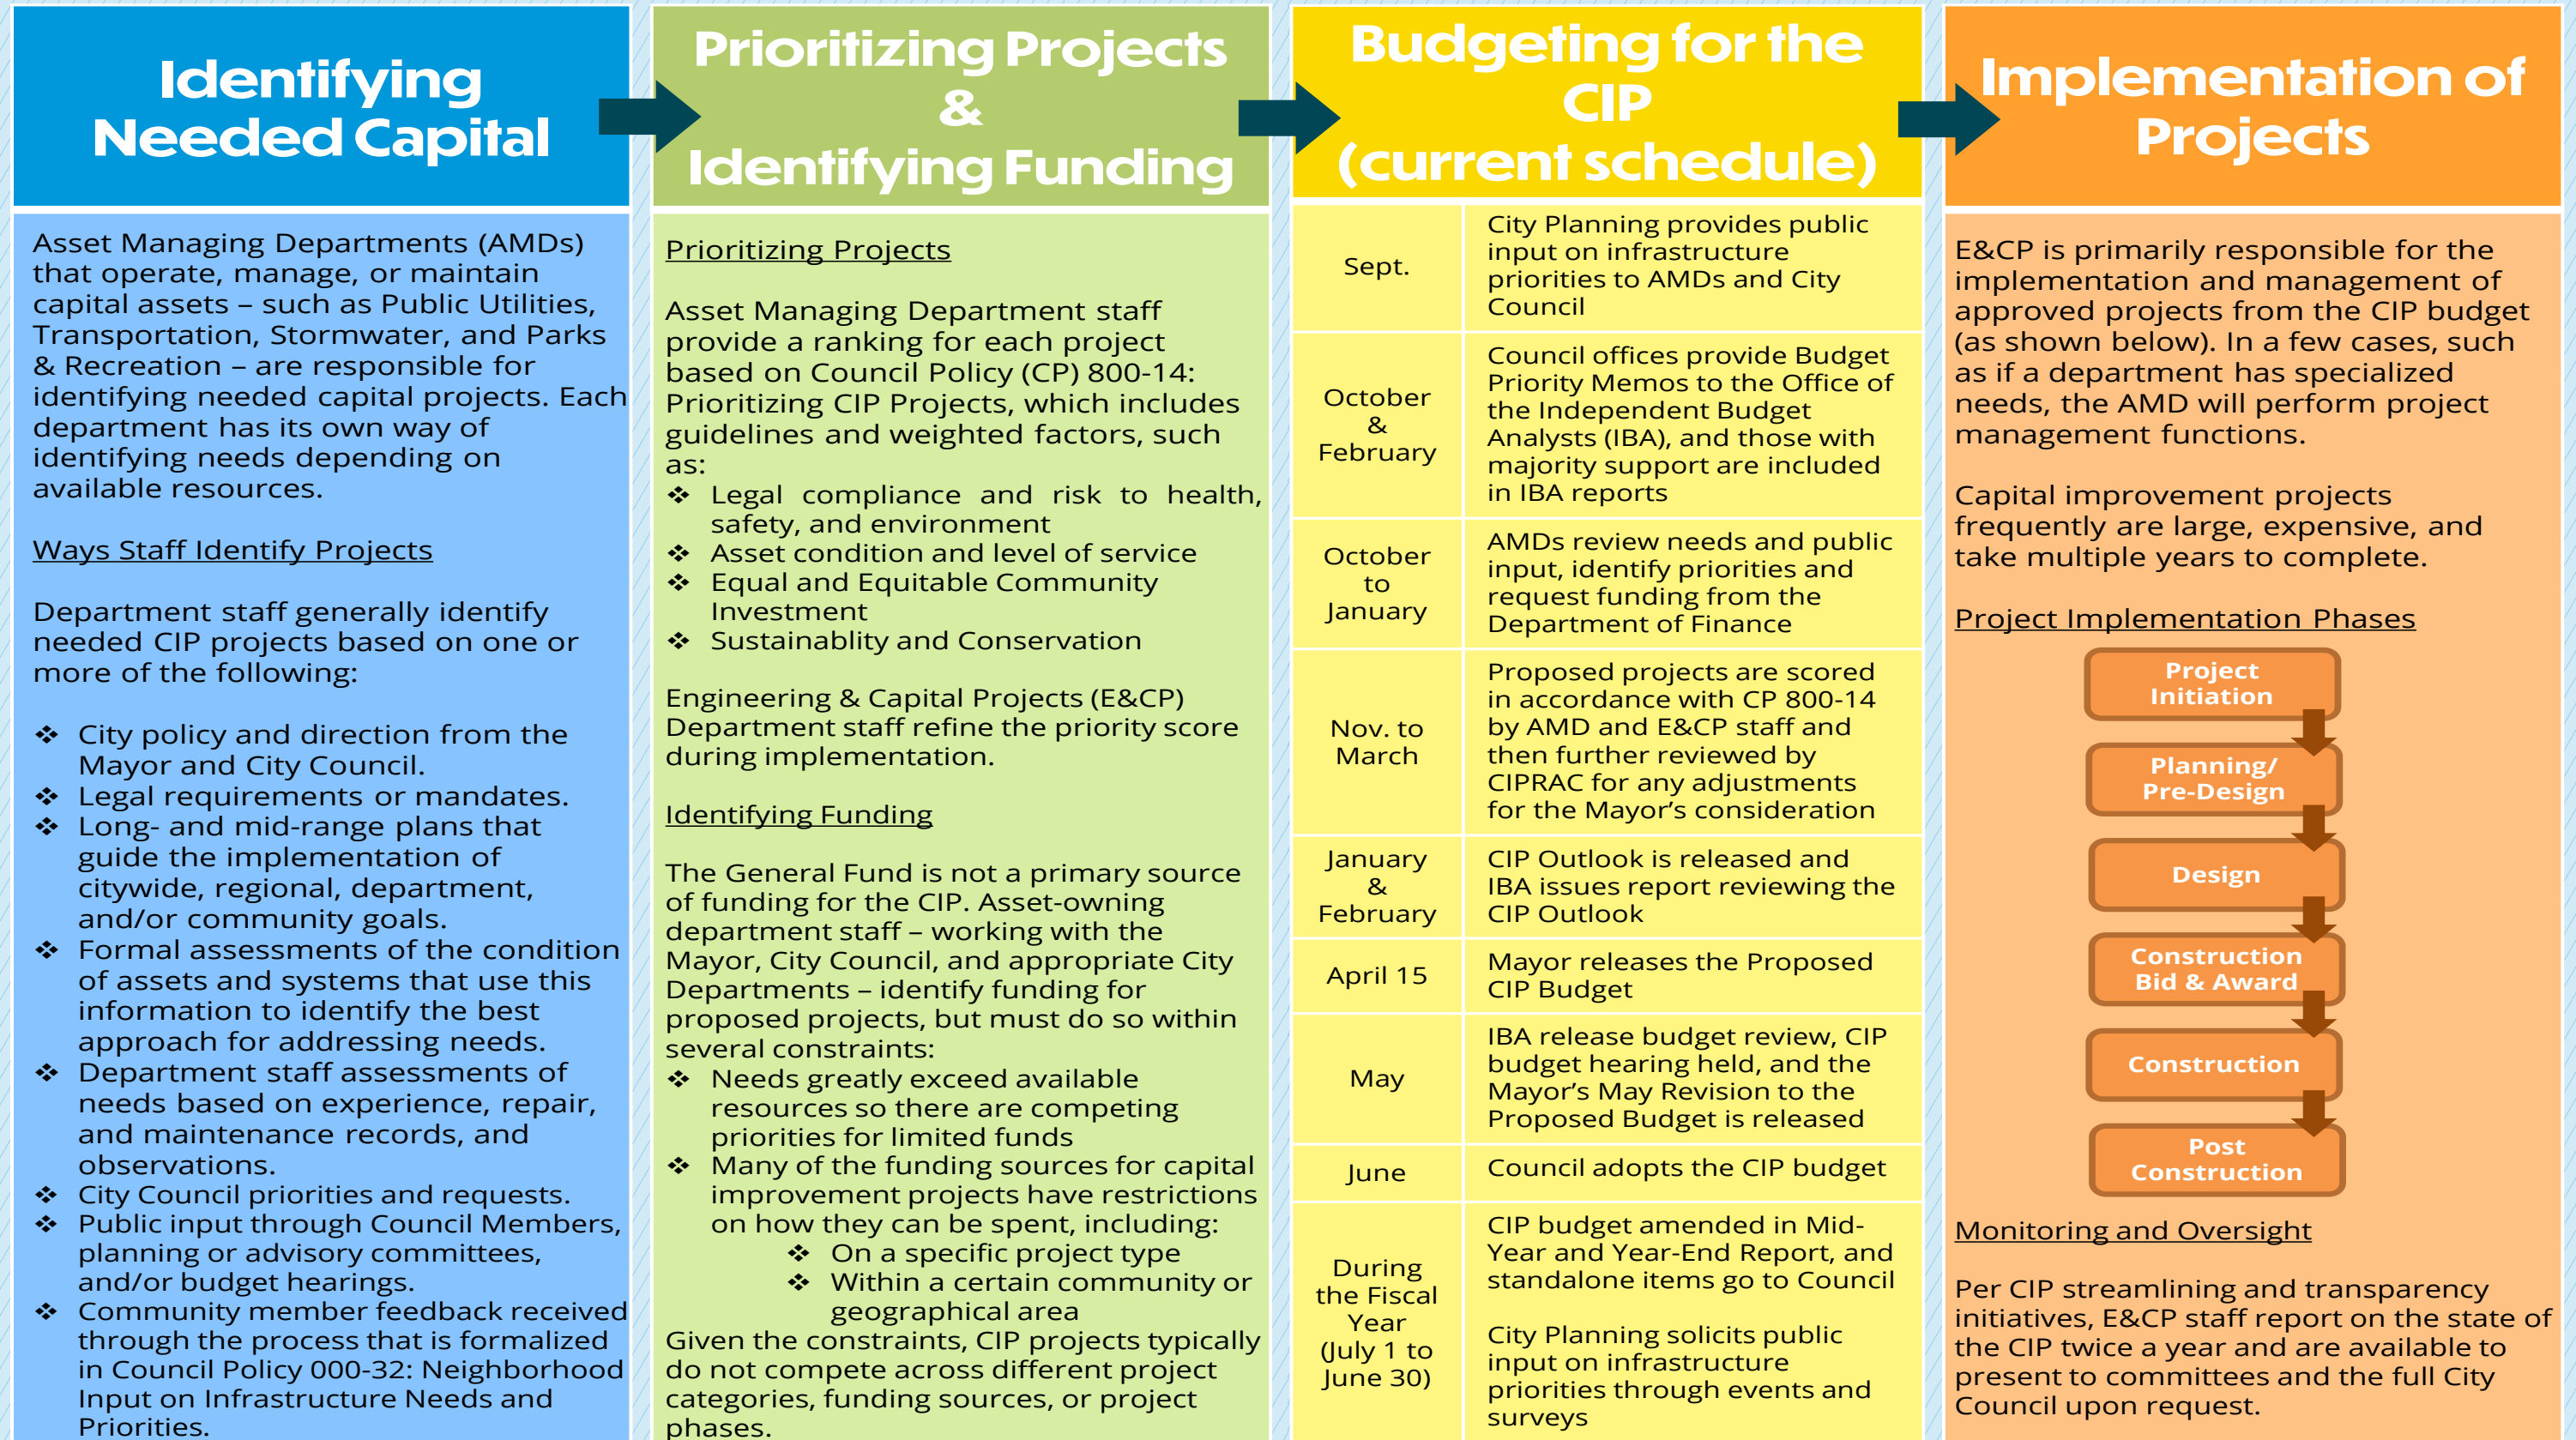 Identifying
Needed Capital
Asset Managing Departments (AMDs)
that operate, manage, or maintain
capital assets – such as Public Utilities,
Transportation, Stormwater, and Parks
& Recreation – are responsible for
identifying needed capital projects. Each
department has its own way of
identifying needs depending on
available resources.
Ways Staff Identify Projects
Department staff generally identify
needed CIP projects based on one or
more of the following:
❖ City policy and direction from the
Mayor and City Council.
❖ Legal requirements or mandates.
❖ Long- and mid-range plans that
guide the implementation of
citywide, regional, department,
and/or community goals.
❖ Formal assessments of the condition
of assets and systems that use this
information to identify the best
approach for addressing needs.
❖ Department staff assessments of
needs based on experience, repair,
and maintenance records, and
observations.
❖ City Council priorities and requests.
❖ Public input through Council Members,
planning or advisory committees,
and/or budget hearings.
❖ Community member feedback received
through the process that is formalized
in Council Policy 000-32: Neighborhood
Input on Infrastructure Needs and
Priorities.
Prioritizing Projects
&
Identifying Funding
Prioritizing Projects
Asset Managing Department staff
provide a ranking for each project
based on Council Policy (CP) 800-14:
Prioritizing CIP Projects, which includes
guidelines and weighted factors, such
as:
❖ Legal compliance and risk to health,
safety, and environment
❖ Asset condition and level of service
❖ Equal and Equitable Community
Investment
❖ Sustainablity and Conservation
Engineering & Capital Projects (E&CP)
Department staff refine the priority score
during implementation.
Identifying Funding
The General Fund is not a primary source
of funding for the CIP. Asset-owning
department staff – working with the
Mayor, City Council, and appropriate City
Departments – identify funding for
proposed projects, but must do so within
several constraints:
❖ Needs greatly exceed available
resources so there are competing
priorities for limited funds
❖ Many of the funding sources for capital
improvement projects have restrictions
on how they can be spent, including:
❖ On a specific project type
❖ Within a certain community or
geographical area
Given the constraints, CIP projects typically
do not compete across different project
categories, funding sources, or project
phases.
Budgeting for the
CIP
(current schedule)
Sept.
City Planning provides public
input on infrastructure
priorities to AMDs and City
Council
October
&
February
Council offices provide Budget
Priority Memos to the Office of
the Independent Budget
Analysts (IBA), and those with
majority support are included
in IBA reports
October
to
January
AMDs review needs and public
input, identify priorities and
request funding from the
Department of Finance
Nov. to
March
Proposed projects are scored
in accordance with CP 800-14
by AMD and E&CP staff and
then further reviewed by
CIPRAC for any adjustments
for the Mayor’s consideration
January
&
February
CIP Outlook is released and
IBA issues report reviewing the
CIP Outlook
April 15
Mayor releases the Proposed
CIP Budget
May
IBA release budget review, CIP
budget hearing held, and the
Mayor’s May Revision to the
Proposed Budget is released
June
Council adopts the CIP budget
During
the Fiscal
Year
(July 1 to
June 30)
CIP budget amended in Mid-
Year and Year-End Report, and
standalone items go to Council
City Planning solicits public
input on infrastructure
priorities through events and
surveys
Implementation of
Projects
E&CP is primarily responsible for the
implementation and management of
approved projects from the CIP budget
(as shown below). In a few cases, such
as if a department has specialized
needs, the AMD will perform project
management functions.
Capital improvement projects
frequently are large, expensive, and
take multiple years to complete.
Project Implementation Phases
Project
Initiation
Planning/
Pre-Design
Design
Construction
Bid & Award
Construction
Post
Construction
Monitoring and Oversight
Per CIP streamlining and transparency
initiatives, E&CP staff report on the state of
the CIP twice a year and are available to
present to committees and the full City
Council upon request.